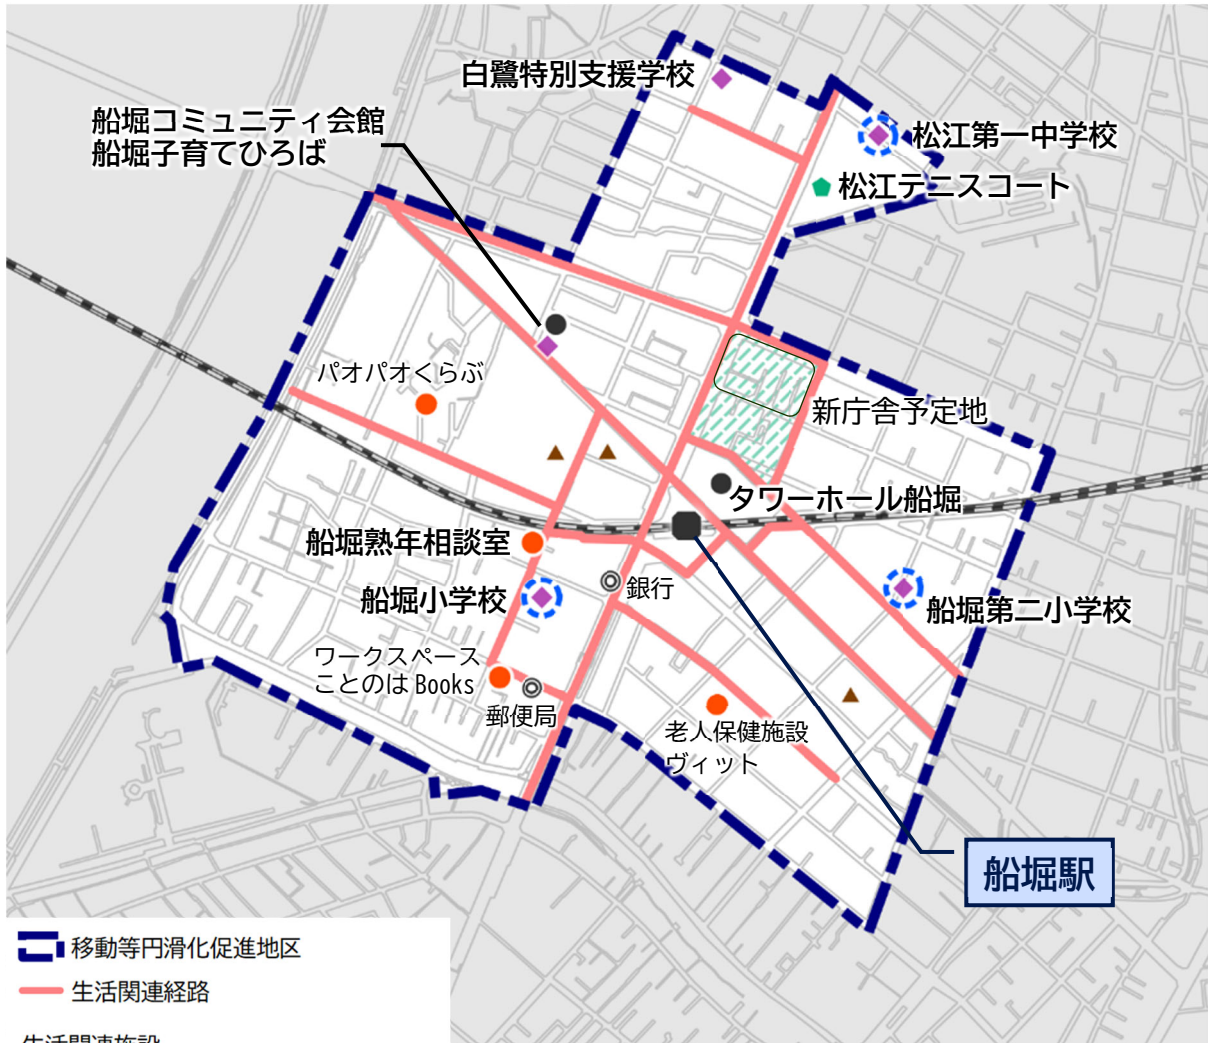 白鷺特別支援学校
船堀コミュニティ会館
船堀子育てひろば
松江第一中学校
松江テニスコート
パオパオくらぶ
新庁舎予定地
タワーホール船堀
船堀熟年相談室
銀行
船堀小学校
船堀第二小学校
ワークスペース
ことのは Books
郵便局
老人保健施設
ヴィット
船堀駅
移動等円滑化促進地区
生活関連経路
生活関連施設